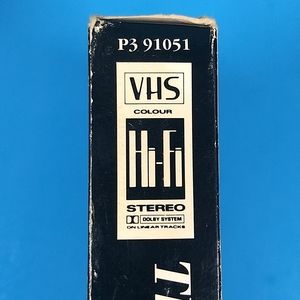 P3 91051
VHS
COLOUR
Hi-Fi
STEREO
DOLBY SYSTEM
ON LINEAR TRACKS